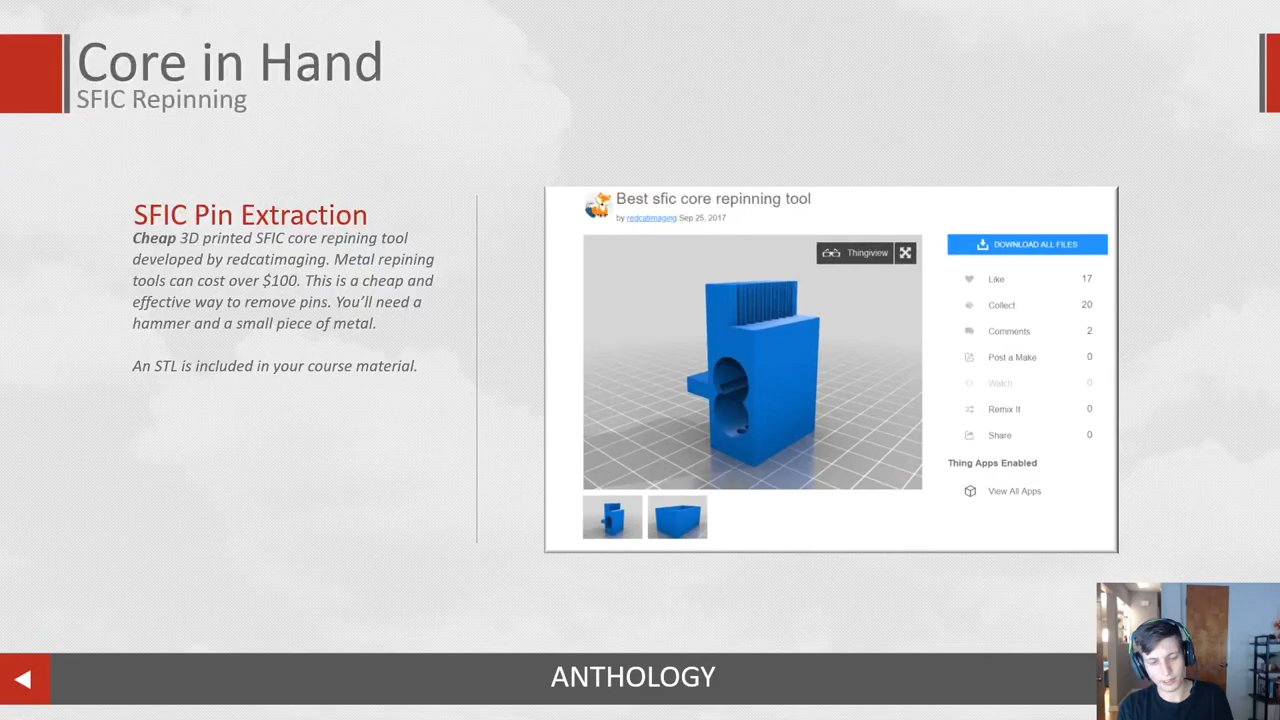 Core in Hand
SFIC Repinning
SFIC Pin Extraction
Cheap 3D printed SFIC core repining tool
developed by redcatimaging. Metal repining
tools can cost over $100. This is a cheap and
effective way to remove pins. You'll need a
hammer and a small piece of metal.
An STL is included in your course material.
Best sfic core repinning tool
by redcatimaging Sep 25, 2017
Thingiview
DOWNLOAD ALL FILES
Like 17
Collect 20
Comments 2
Post a Make 0
Watch 0
Remix It 0
Share 0
Thing Apps Enabled
View All Apps
ANTHOLOGY